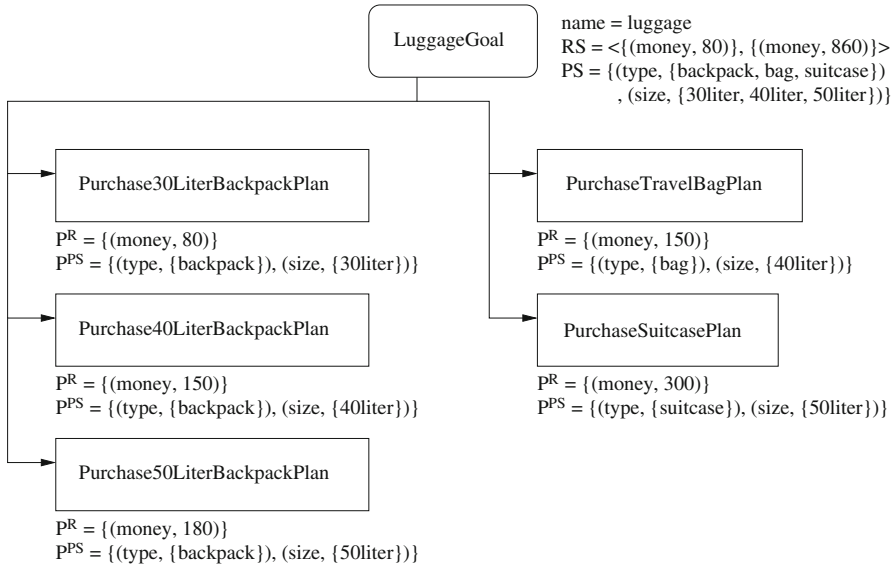 LuggageGoal
name = luggage
RS = <{(money, 80)}, {(money, 860)}>
PS = {(type, {backpack, bag, suitcase})
, (size, {30liter, 40liter, 50liter})}
Purchase30LiterBackpackPlan
P^R = {(money, 80)}
P^PS = {(type, {backpack}), (size, {30liter})}
Purchase40LiterBackpackPlan
P^R = {(money, 150)}
P^PS = {(type, {backpack}), (size, {40liter})}
Purchase50LiterBackpackPlan
P^R = {(money, 180)}
P^PS = {(type, {backpack}), (size, {50liter})}
PurchaseTravelBagPlan
P^R = {(money, 150)}
P^PS = {(type, {bag}), (size, {40liter})}
PurchaseSuitcasePlan
P^R = {(money, 300)}
P^PS = {(type, {suitcase}), (size, {50liter})}